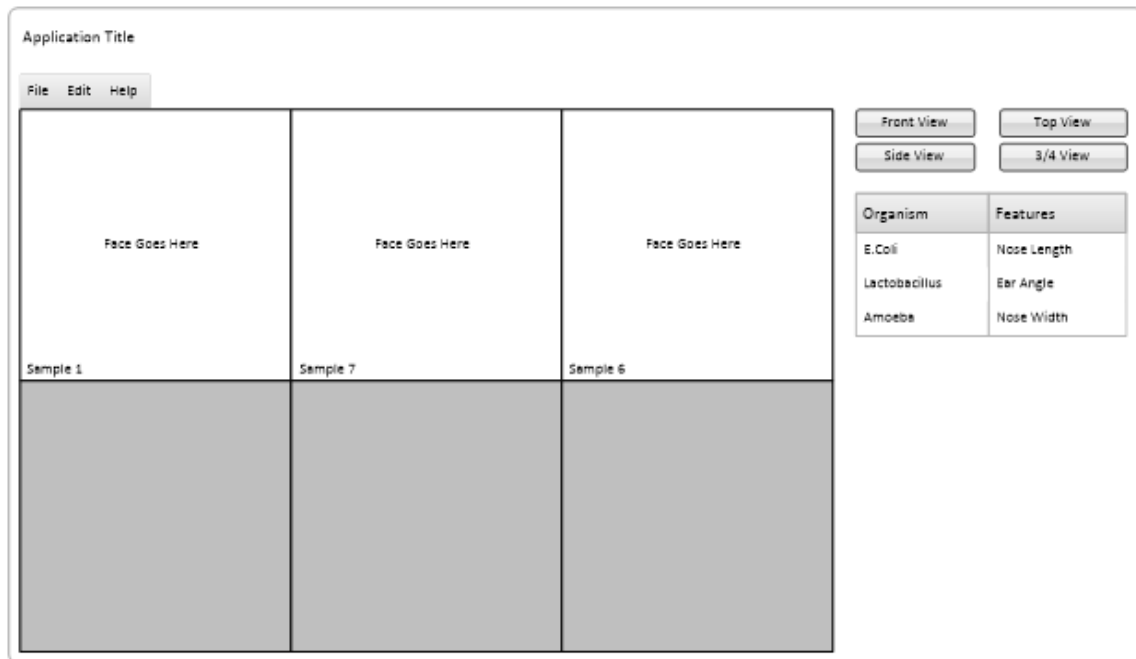 Application Title
File Edit Help
Face Goes Here
Sample 1
Face Goes Here
Sample 7
Face Goes Here
Sample 6
Front View Top View
Side View 3/4 View
Organism Features
E.Coli Nose Length
Lactobacillus Ear Angle
Amoeba Nose Width